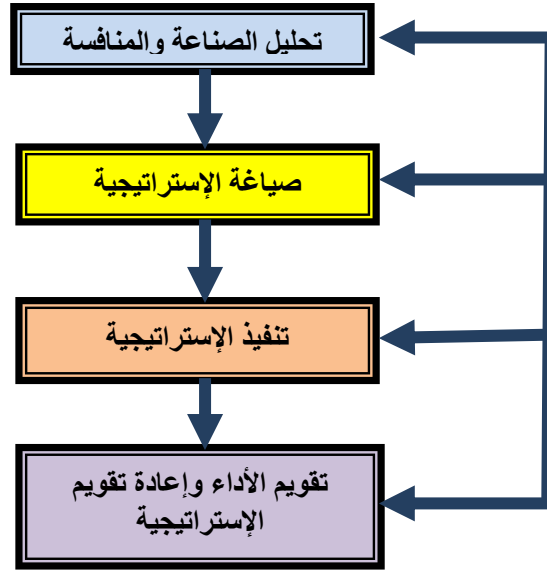 تحليل الصناعة والمنافسة
صياغة الإستراتيجية
تنفيذ الإستراتيجية
تقويم الأداء وإعادة تقويم
الإستراتيجية